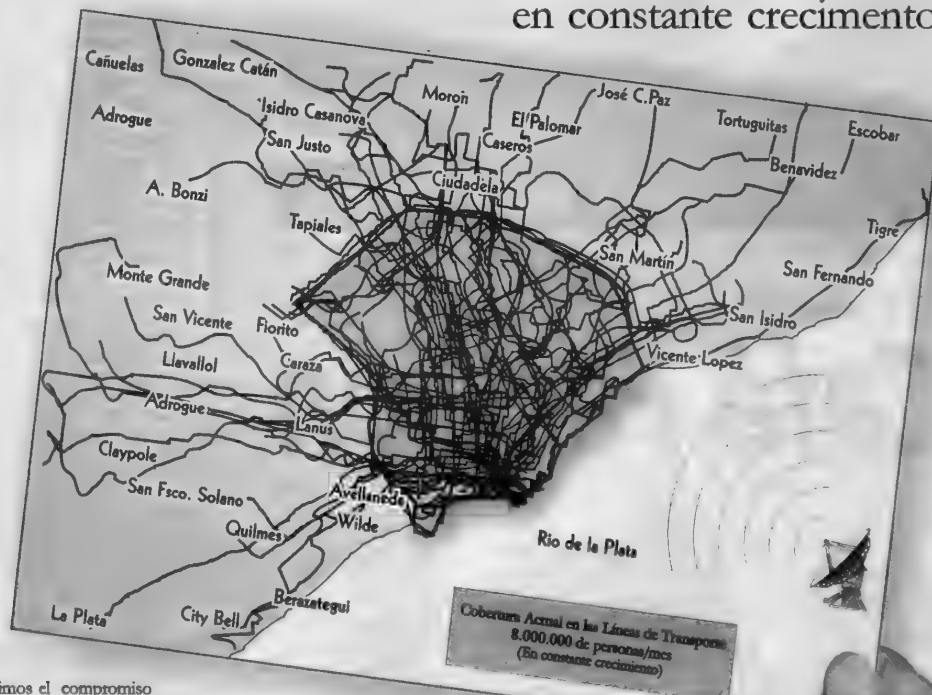 en constante crecimento
Cañuelas
Gonzalez Catán
Adrogue
Isidro Casanova
Moron
El Palomar
José C. Paz
Tortuguitas
Escobar
San Justo
Caseros
Benavidez
A. Bonzi
Ciudadela
Tigre
Tapiales
San Martín
San Fernando
Monte Grande
San Isidro
San Vicente
Fiorito
Vicente Lopez
Llavallol
Caraza
Adrogue
Lanus
Claypole
San Fsco. Solano
Avellaneda
Quilmes
Wilde
Rio de la Plata
La Plata
City Bell
Berazategui
Cobertura Actual en las Líneas de Transporte
8.000.000 de personas/mes
(En constante crecimiento)
imos el compromiso